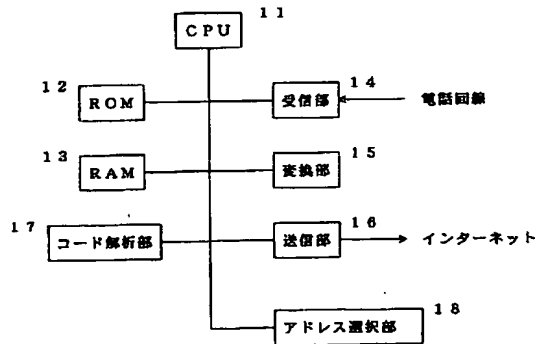 11
CPU
12
ROM
14
受信部
電話回線
13
RAM
15
変換部
17
コード解析部
16
送信部
インターネット
18
アドレス選択部